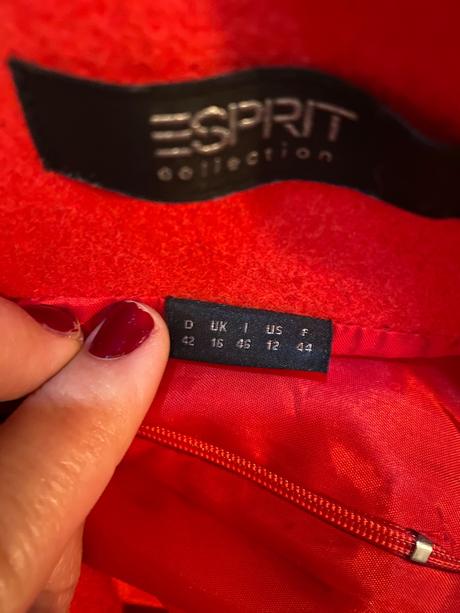 ESPRIT
collection
D UK I US F
42 16 46 12 44